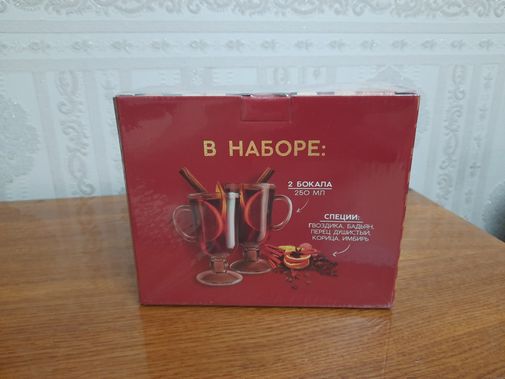 В НАБОРЕ:
2 БОКАЛА
250 МЛ
СПЕЦИИ:
ГВОЗДИКА, БАДЬЯН,
ПЕРЕЦ ДУШИСТЫЙ,
КОРИЦА, ИМБИРЬ